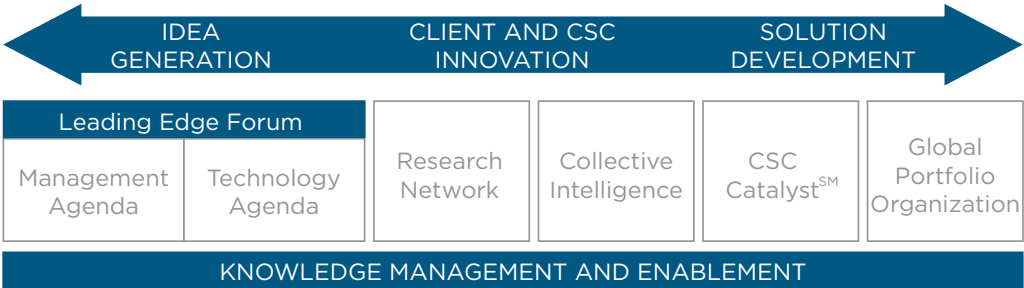 IDEA
GENERATION
CLIENT AND CSC
INNOVATION
SOLUTION
DEVELOPMENT
Leading Edge Forum
Management
Agenda
Technology
Agenda
Research
Network
Collective
Intelligence
CSC
Catalyst℠
Global
Portfolio
Organization
KNOWLEDGE MANAGEMENT AND ENABLEMENT